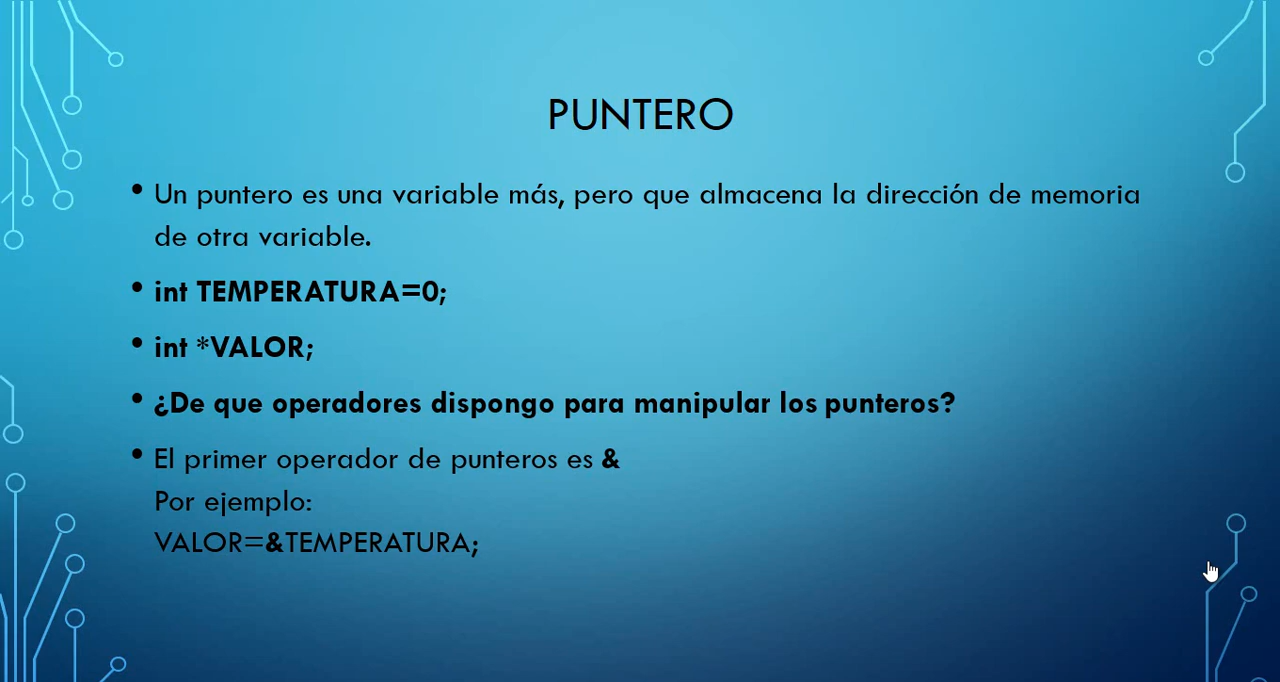 PUNTERO
• Un puntero es una variable más, pero que almacena la dirección de memoria
de otra variable.
• int TEMPERATURA=0;
• int *VALOR;
• ¿De que operadores dispongo para manipular los punteros?
• El primer operador de punteros es &
Por ejemplo:
VALOR=&TEMPERATURA;